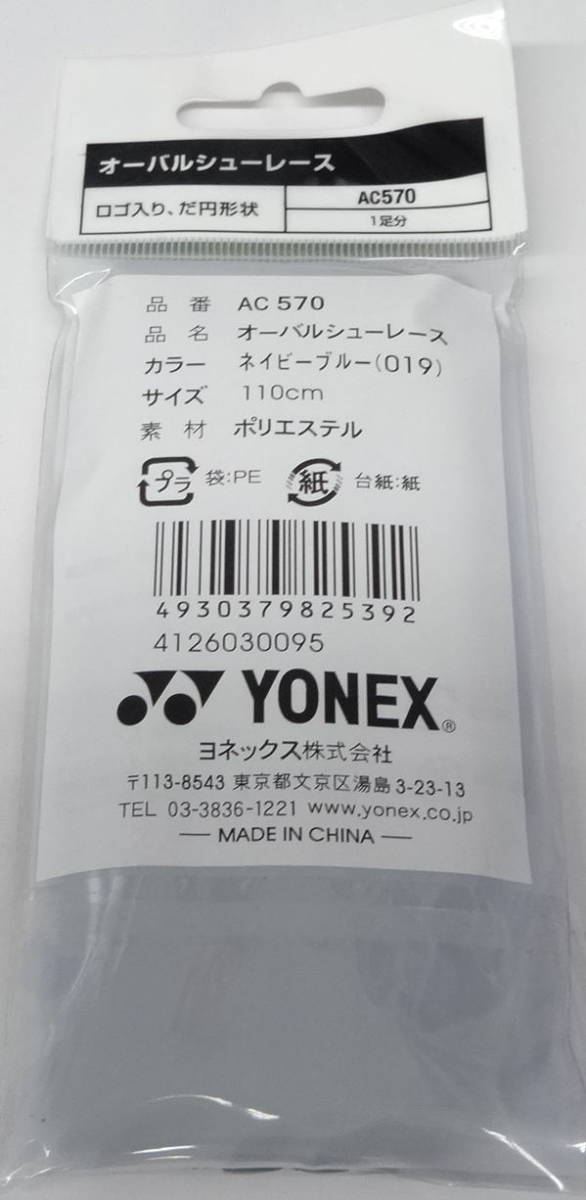 オーバルシューレース
ロゴ入り、だ円形状
AC570
1足分
品番 AC 570
品名 オーバルシューレース
カラー ネイビーブルー(019)
サイズ 110cm
素材 ポリエステル
プラ 袋:PE 紙 台紙:紙
4930379825392
4126030095
YONEX®
ヨネックス株式会社
〒113-8543 東京都文京区湯島3-23-13
TEL 03-3836-1221 www.yonex.co.jp
— MADE IN CHINA —